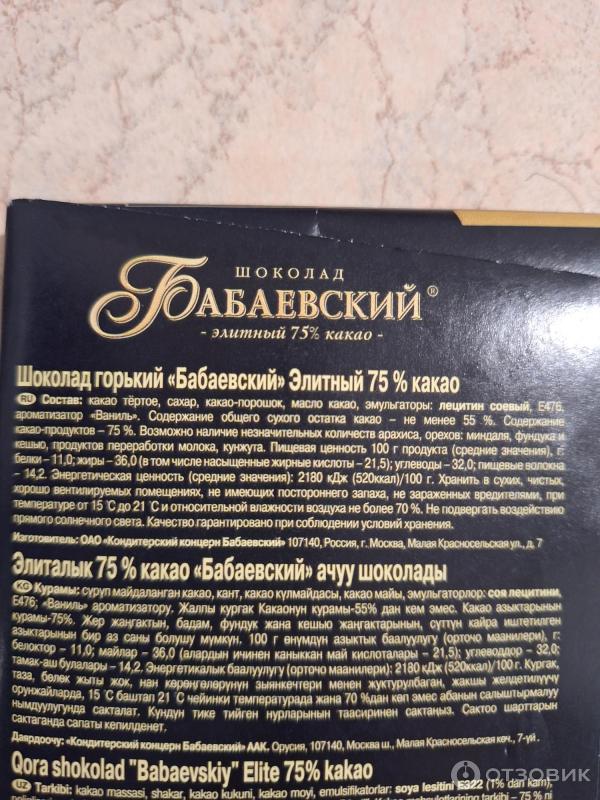 ШОКОЛАД
БАБАЕВСКИЙ®
- элитный 75% какао -
Шоколад горький «Бабаевский» Элитный 75 % какао
RU Состав: какао тёртое, сахар, какао-порошок, масло какао, эмульгаторы: лецитин соевый, Е476,
ароматизатор «Ваниль». Содержание общего сухого остатка какао – не менее 55 %. Содержание
какао-продуктов – 75 %. Возможно наличие незначительных количеств арахиса, орехов: миндаля, фундука и
кешью, продуктов переработки молока, кунжута. Пищевая ценность 100 г продукта (средние значения), г:
белки – 11,0; жиры – 36,0 (в том числе насыщенные жирные кислоты – 21,5); углеводы – 32,0; пищевые волокна
– 14,2. Энергетическая ценность (средние значения): 2180 кДж (520ккал)/100 г. Хранить в сухих, чистых,
хорошо вентилируемых помещениях, не имеющих постороннего запаха, не зараженных вредителями, при
температуре от 15 ˚С до 21 ˚С и относительной влажности воздуха не более 70 %. Не подвергать воздействию
прямого солнечного света. Качество гарантировано при соблюдении условий хранения.
Изготовитель: ОАО «Кондитерский концерн Бабаевский» 107140, Россия, г. Москва, Малая Красносельская ул., д. 7
Элиталык 75 % какао «Бабаевский» ачуу шоколады
KG Курамы: сүрүп майдаланган какао, кант, какао күлмайдасы, какао майы, эмульгаторлор: соя лецитини,
Е476; «Ваниль» ароматизатору. Жалпы кургак Какаонун курамы-55% дан кем эмес. Какао азыктарынын
курамы-75%. Жер жаңгактын, бадам, фундук жана кешью жаңгактарынын, сүттүн кайра иштетилген
азыктарынын бир аз саны болушу мүмкүн. 100 г өнүмдүн азыктык баалуулугу (орточо мааниелери), г:
белоктор – 11,0; майлар – 36,0 (алардын ичинен каныккан май кислоталары – 21,5); углеводдор – 32,0;
тамак-аш булалары – 14,2. Энергетикалык баалуулугу (орточо маанилери): 2180 кДж (520ккал)/100 г. Кургак,
таза, бөлөк жыты жок, нан көрөңгөлөрүнүн зыянкечтери менен жуктурулбаган, жакшы желдетилүүчү
орунжайларда, 15 ˚С баштап 21 ˚С чейинки температурада жана 70 %дан көп эмес абанын салыштырмалуу
нымдуулугунда сакталат. Күндүн тике тийген нурларынын таасиринен сактаңыз. Сактоо шарттарын
сактаганда сапаты кепилденет.
Даярдоочу: «Кондитерский концерн Бабаевский» ААК. Орусия, 107140, Москва ш., Малая Красносельская кеч., 7-үй.
Qora shokolad "Babaevskiy" Elite 75% kakao
UZ Tarkibi: kakao massasi, shakar, kakao kukuni, kakao moyi, emulsifikatorlar: soya lesitini E322 (1% dan kam),
отзовик